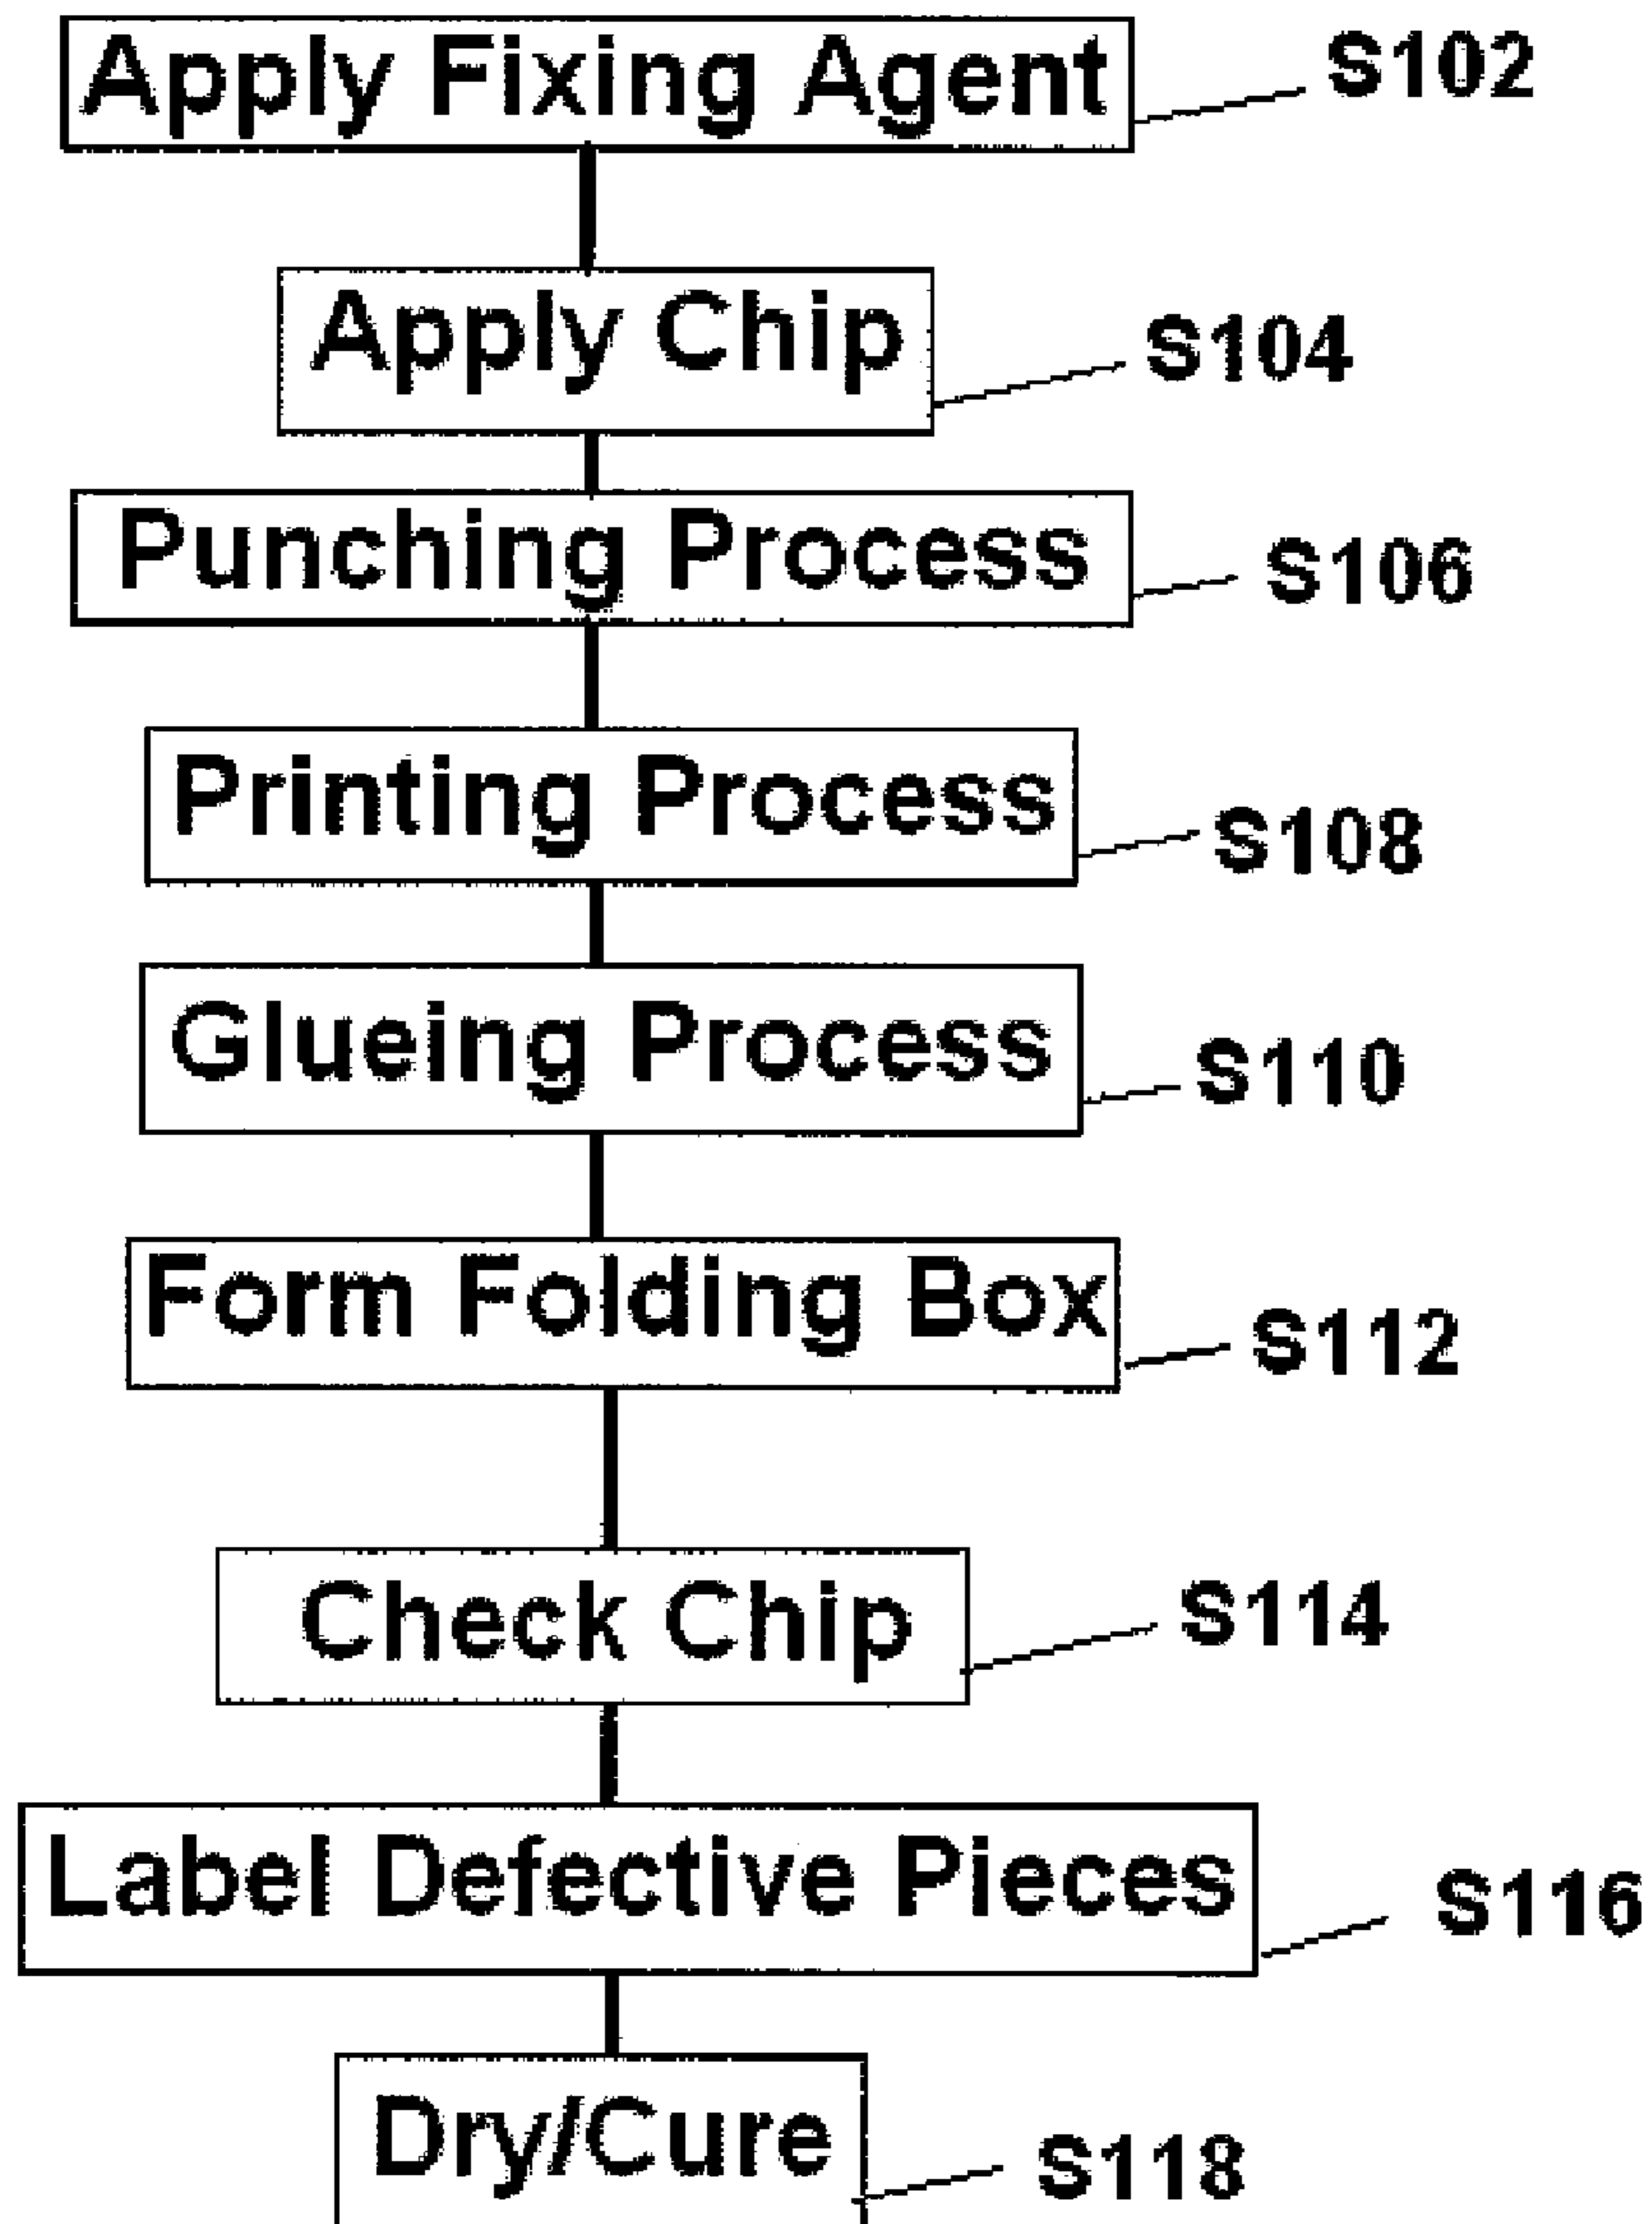 Apply Fixing Agent S102
Apply Chip S104
Punching Process S106
Printing Process S108
Glueing Process S110
Form Folding Box S112
Check Chip S114
Label Defective Pieces S116
Dry/Cure S118